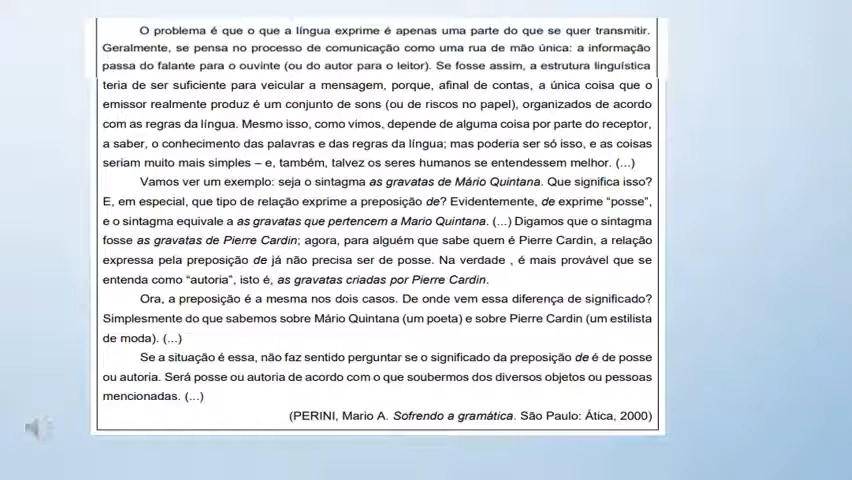 O problema é que o que a língua exprime é apenas uma parte do que se quer transmitir.
Geralmente, se pensa no processo de comunicação como uma rua de mão única: a informação
passa do falante para o ouvinte (ou do autor para o leitor). Se fosse assim, a estrutura linguística
teria de ser suficiente para veicular a mensagem, porque, afinal de contas, a única coisa que o
emissor realmente produz é um conjunto de sons (ou de riscos no papel), organizados de acordo
com as regras da língua. Mesmo isso, como vimos, depende de alguma coisa por parte do receptor,
a saber, o conhecimento das palavras e das regras da língua; mas poderia ser só isso, e as coisas
seriam muito mais simples – e, também, talvez os seres humanos se entendessem melhor. (...)
Vamos ver um exemplo: seja o sintagma as gravatas de Mário Quintana. Que significa isso?
E, em especial, que tipo de relação exprime a preposição de? Evidentemente, de exprime “posse”,
e o sintagma equivale a as gravatas que pertencem a Mario Quintana. (...) Digamos que o sintagma
fosse as gravatas de Pierre Cardin; agora, para alguém que sabe quem é Pierre Cardin, a relação
expressa pela preposição de já não precisa ser de posse. Na verdade , é mais provável que se
entenda como “autoria”, isto é, as gravatas criadas por Pierre Cardin.
Ora, a preposição é a mesma nos dois casos. De onde vem essa diferença de significado?
Simplesmente do que sabemos sobre Mário Quintana (um poeta) e sobre Pierre Cardin (um estilista
de moda). (...)
Se a situação é essa, não faz sentido perguntar se o significado da preposição de é de posse
ou autoria. Será posse ou autoria de acordo com o que soubermos dos diversos objetos ou pessoas
mencionadas. (...)
(PERINI, Mario A. Sofrendo a gramática. São Paulo: Ática, 2000)